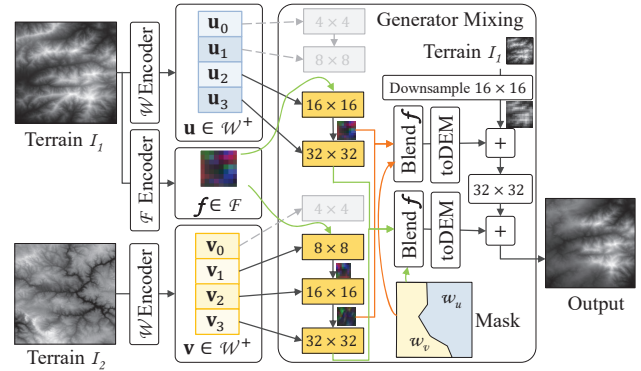 Generator Mixing
Terrain I₁
𝒲 Encoder
u₀
u₁
u₂
u₃
u ∈ 𝒲⁺
ℱ Encoder
f ∈ ℱ
Terrain I₂
𝒲 Encoder
v₀
v₁
v₂
v₃
v ∈ 𝒲⁺
4 × 4
8 × 8
16 × 16
32 × 32
4 × 4
8 × 8
16 × 16
32 × 32
Terrain I₁
Downsample 16 × 16
Blend f
toDEM
+
32 × 32
Blend f
toDEM
+
w_u
w_v
Mask
Output